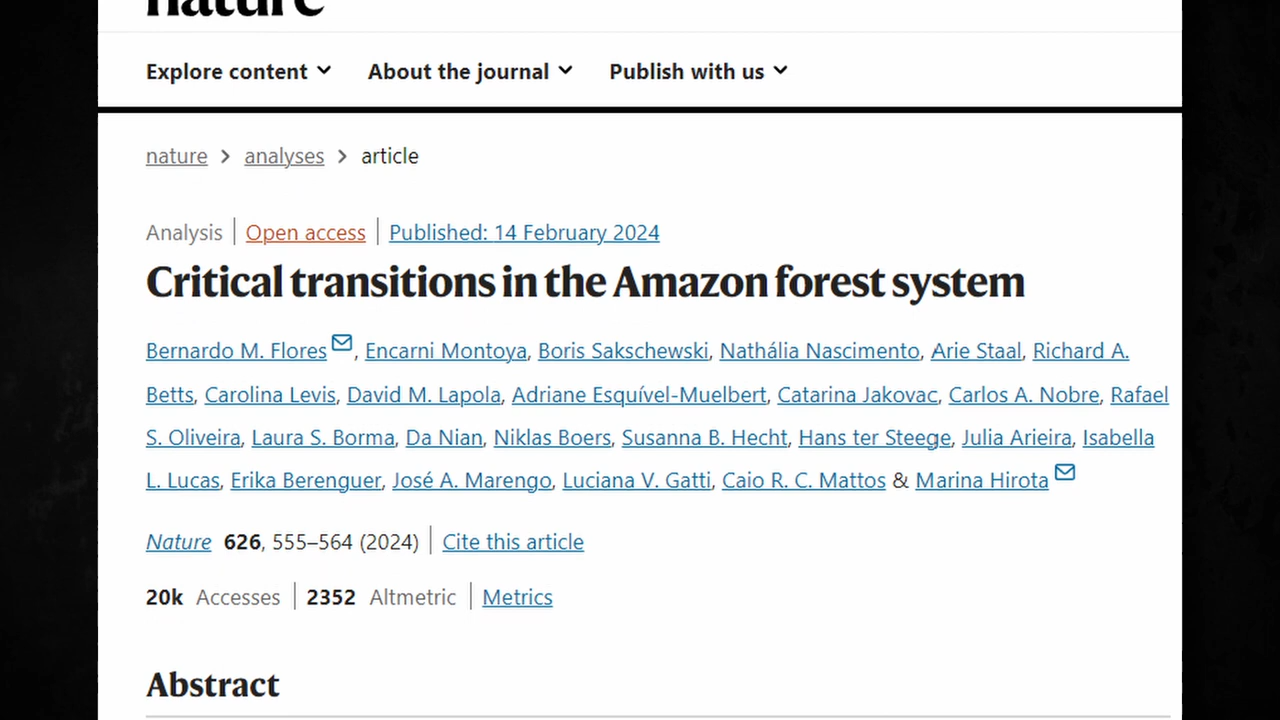 nature
Explore content About the journal Publish with us
nature > analyses > article
Analysis | Open access | Published: 14 February 2024
Critical transitions in the Amazon forest system
Bernardo M. Flores, Encarni Montoya, Boris Sakschewski, Nathália Nascimento, Arie Staal, Richard A.
Betts, Carolina Levis, David M. Lapola, Adriane Esquível-Muelbert, Catarina Jakovac, Carlos A. Nobre, Rafael
S. Oliveira, Laura S. Borma, Da Nian, Niklas Boers, Susanna B. Hecht, Hans ter Steege, Julia Arieira, Isabella
L. Lucas, Erika Berenguer, José A. Marengo, Luciana V. Gatti, Caio R. C. Mattos & Marina Hirota
Nature 626, 555–564 (2024) | Cite this article
20k Accesses | 2352 Altmetric | Metrics
Abstract